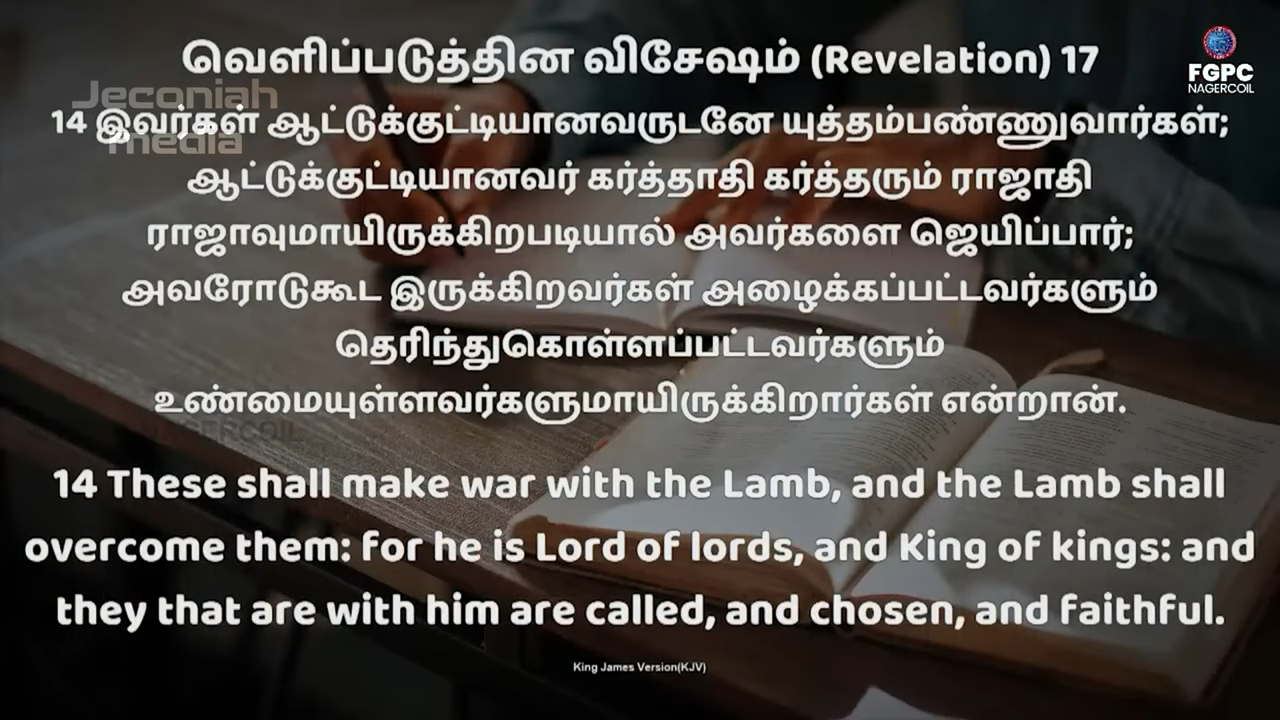 வெளிப்படுத்தின விசேஷம் (Revelation) 17
FGPC
NAGERCOIL
Jeconiah
media
14 இவர்கள் ஆட்டுக்குட்டியானவருடனே யுத்தம்பண்ணுவார்கள்;
ஆட்டுக்குட்டியானவர் கர்த்தாதி கர்த்தரும் ராஜாதி
ராஜாவுமாயிருக்கிறபடியால் அவர்களை ஜெயிப்பார்;
அவரோடுகூட இருக்கிறவர்கள் அழைக்கப்பட்டவர்களும்
தெரிந்துகொள்ளப்பட்டவர்களும்
உண்மையுள்ளவர்களுமாயிருக்கிறார்கள் என்றான்.
NAGERCOIL
14 These shall make war with the Lamb, and the Lamb shall
overcome them: for he is Lord of lords, and King of kings: and
they that are with him are called, and chosen, and faithful.
King James Version(KJV)